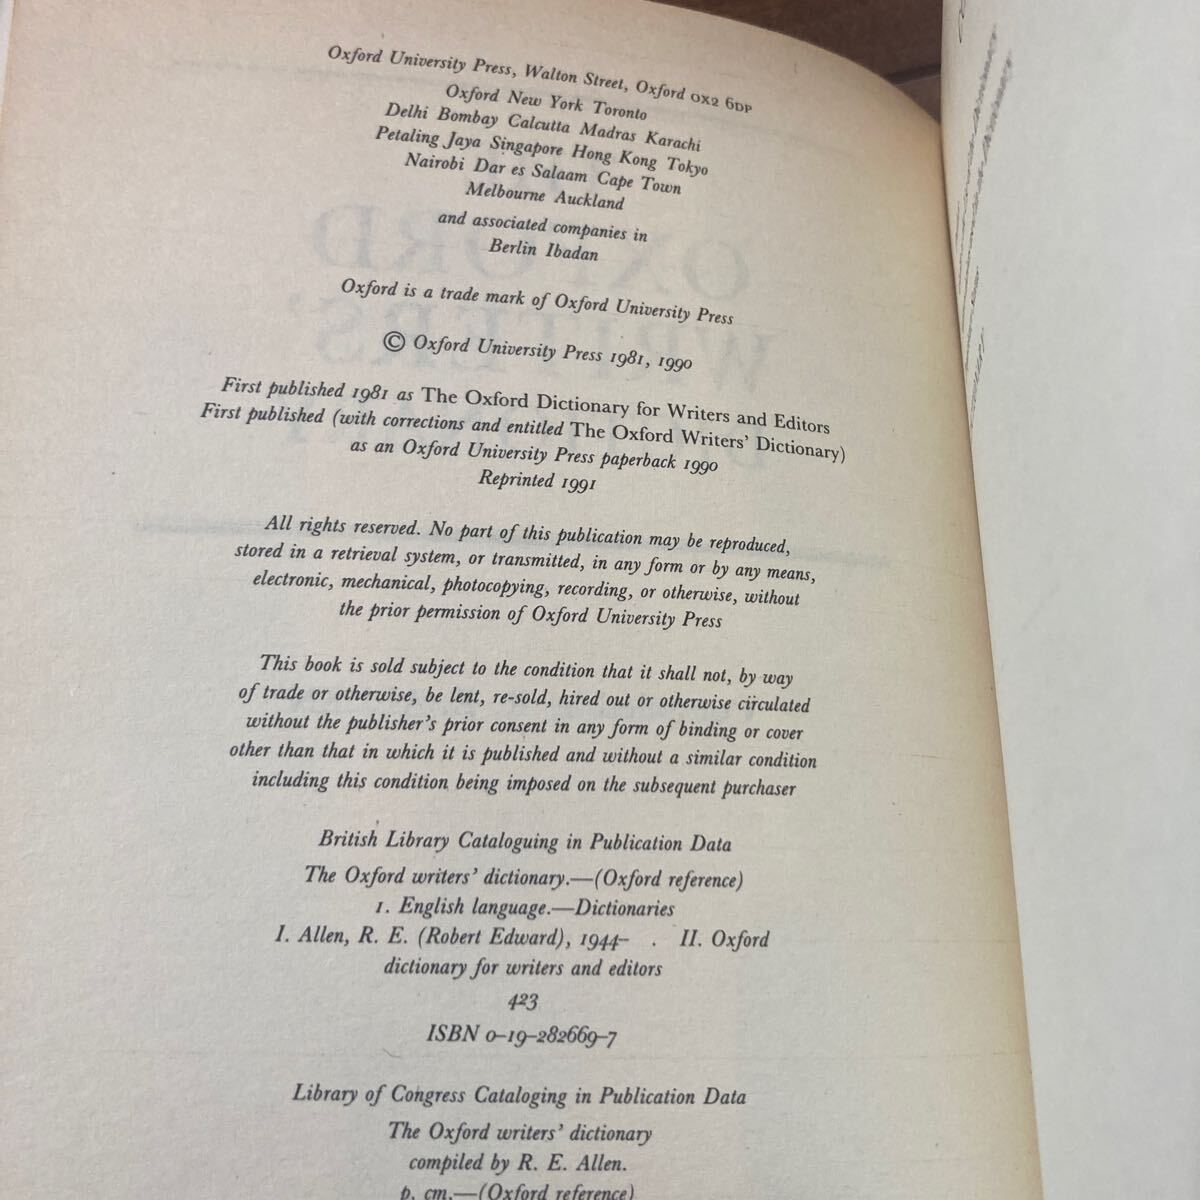 Oxford University Press, Walton Street, Oxford OX2 6DP
Oxford New York Toronto
Delhi Bombay Calcutta Madras Karachi
Petaling Jaya Singapore Hong Kong Tokyo
Nairobi Dar es Salaam Cape Town
Melbourne Auckland
and associated companies in
Berlin Ibadan
Oxford is a trade mark of Oxford University Press
© Oxford University Press 1981, 1990
First published 1981 as The Oxford Dictionary for Writers and Editors
First published (with corrections and entitled The Oxford Writers' Dictionary)
as an Oxford University Press paperback 1990
Reprinted 1991
All rights reserved. No part of this publication may be reproduced,
stored in a retrieval system, or transmitted, in any form or by any means,
electronic, mechanical, photocopying, recording, or otherwise, without
the prior permission of Oxford University Press
This book is sold subject to the condition that it shall not, by way
of trade or otherwise, be lent, re-sold, hired out or otherwise circulated
without the publisher's prior consent in any form of binding or cover
other than that in which it is published and without a similar condition
including this condition being imposed on the subsequent purchaser
British Library Cataloguing in Publication Data
The Oxford writers' dictionary.—(Oxford reference)
1. English language.—Dictionaries
I. Allen, R. E. (Robert Edward), 1944– . II. Oxford
dictionary for writers and editors
423
ISBN 0–19–282669–7
Library of Congress Cataloging in Publication Data
The Oxford writers' dictionary
compiled by R. E. Allen.
p. cm.—(Oxford reference)